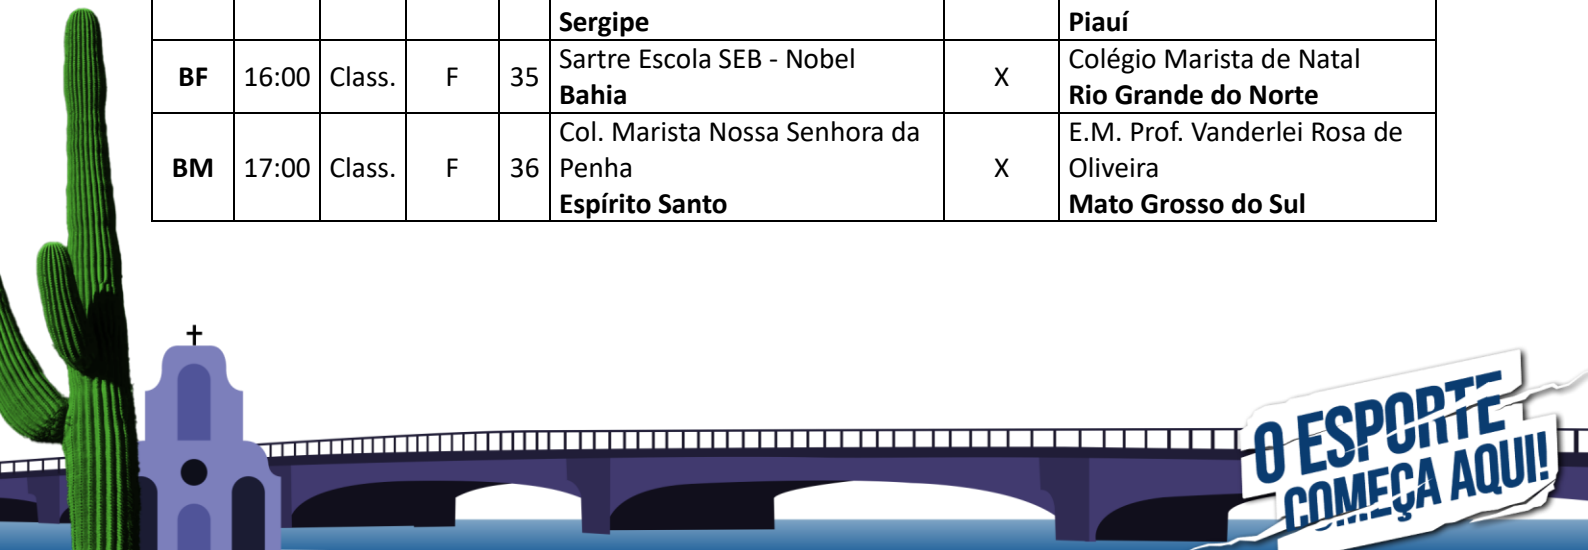 Sergipe Piauí
BF 16:00 Class. F 35 Sartre Escola SEB - Nobel X Colégio Marista de Natal
Bahia Rio Grande do Norte
BM 17:00 Class. F 36 Col. Marista Nossa Senhora da X E.M. Prof. Vanderlei Rosa de
Penha Oliveira
Espírito Santo Mato Grosso do Sul
O ESPORTE
COMEÇA AQUI!